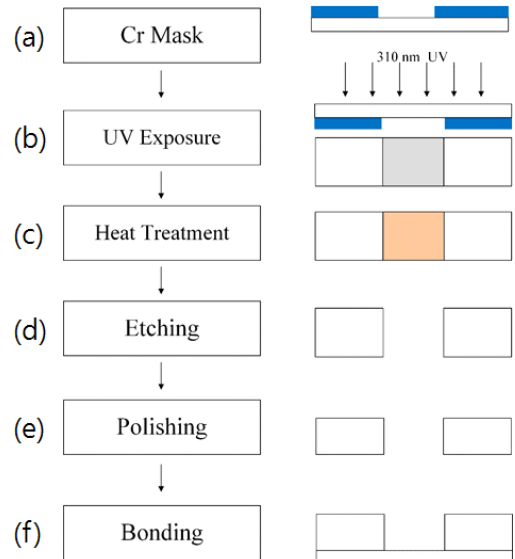 (a) Cr Mask
310 nm UV
(b) UV Exposure
(c) Heat Treatment
(d) Etching
(e) Polishing
(f) Bonding